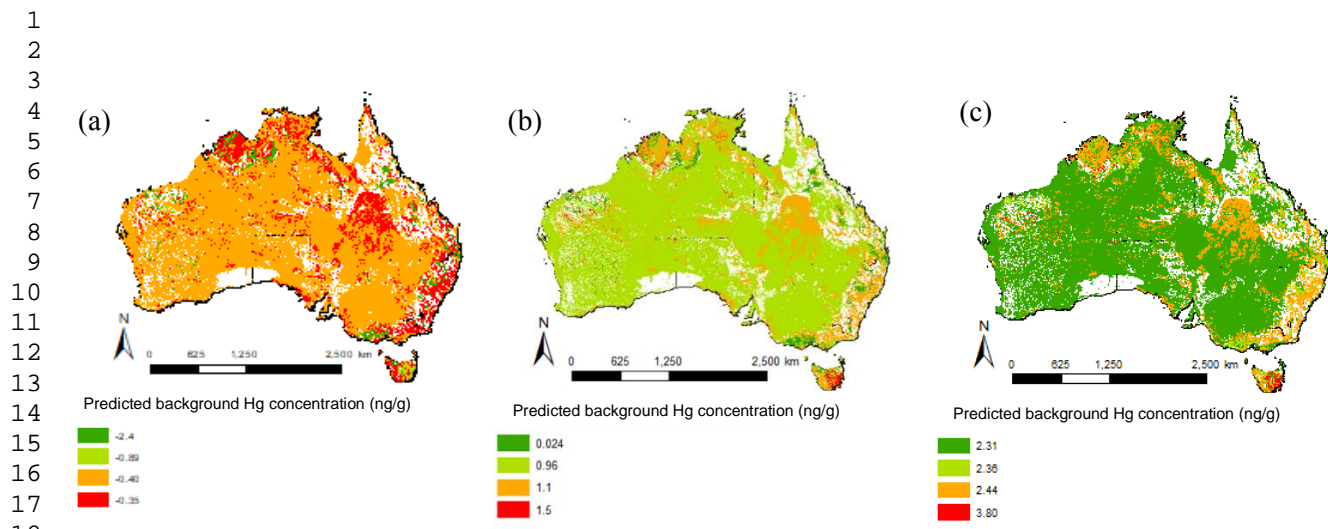 1
2
3
4
5
6
7
8
9
10
11
12
13
14
15
16
17
(a)
N
0 625 1,250 2,500 km
Predicted background Hg concentration (ng/g)
-2.4
-0.89
-0.40
-0.35
(b)
N
0 625 1,250 2,500 km
Predicted background Hg concentration (ng/g)
0.024
0.96
1.1
1.5
(c)
N
0 625 1,250 2,500 km
Predicted background Hg concentration (ng/g)
2.31
2.36
2.44
3.80